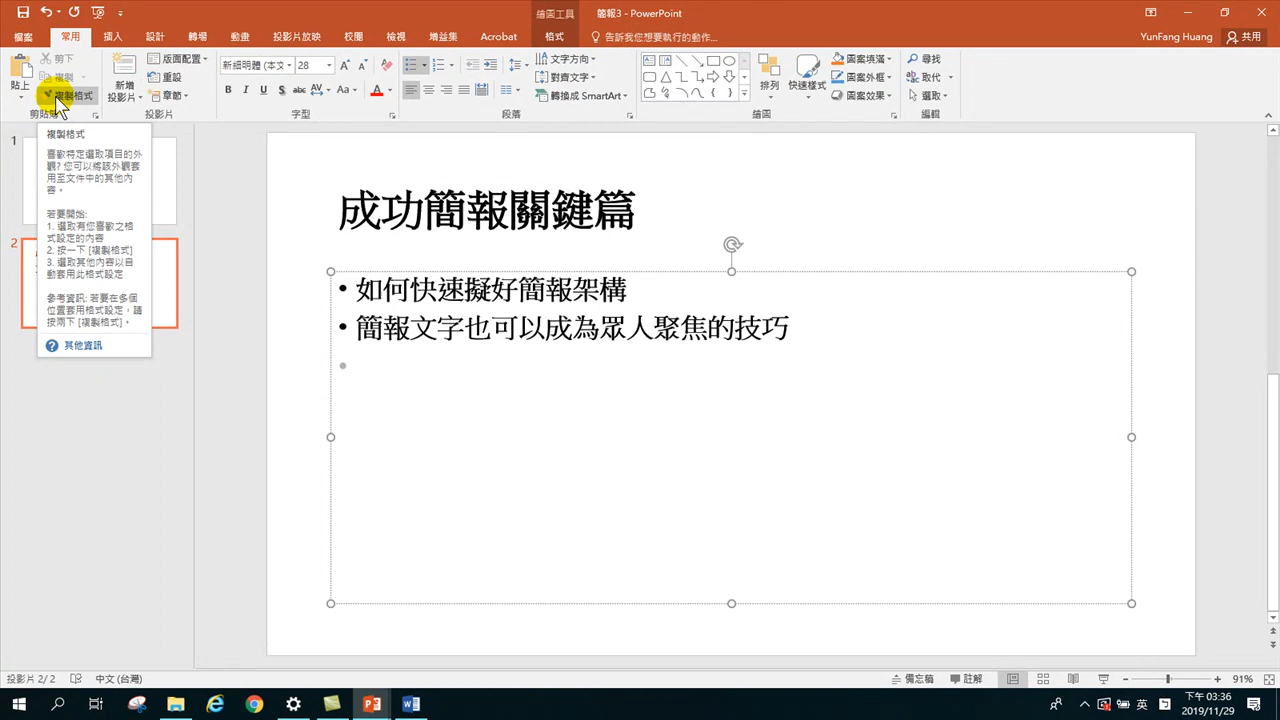 繪圖工具
簡報3 - PowerPoint
檔案 常用 插入 設計 轉場 動畫 投影片放映 校閱 檢視 增益集 Acrobat 格式 告訴我您想要執行的動作... YunFang Huang 共用
貼上
剪下
複製
複製格式
剪貼
新增
投影片
版面配置
重設
章節
投影片
新細明體 (本文) 28
B I U S abc AV Aa A
字型
文字方向
對齊文字
轉換成 SmartArt
段落
排列
快速樣式
圖案填滿
圖案外框
圖案效果
繪圖
尋找
取代
選取
編輯
複製格式
喜歡特定選取項目的外
觀? 您可以將該外觀套
用至文件中的其他內
容。
若要開始:
1. 選取有您喜歡之格
式設定的內容
2. 按一下 [複製格式]
3. 選取其他內容以自
動套用此格式設定
參考資訊: 若要在多個
位置套用格式設定，請
按兩下 [複製格式]。
其他資訊
1
2
成功簡報關鍵篇
• 如何快速擬好簡報架構
• 簡報文字也可以成為眾人聚焦的技巧
•
投影片 2/ 2 中文 (台灣) 備忘稿 註解 91%
英
下午 03:36
2019/11/29